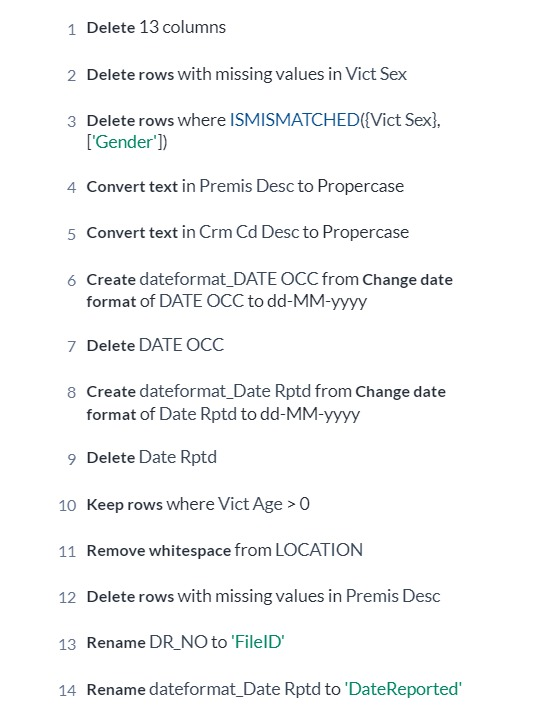 1 Delete 13 columns
2 Delete rows with missing values in Vict Sex
3 Delete rows where ISMISMATCHED({Vict Sex},
['Gender'])
4 Convert text in Premis Desc to Propercase
5 Convert text in Crm Cd Desc to Propercase
6 Create dateformat_DATE OCC from Change date
format of DATE OCC to dd-MM-yyyy
7 Delete DATE OCC
8 Create dateformat_Date Rptd from Change date
format of Date Rptd to dd-MM-yyyy
9 Delete Date Rptd
10 Keep rows where Vict Age > 0
11 Remove whitespace from LOCATION
12 Delete rows with missing values in Premis Desc
13 Rename DR_NO to 'FileID'
14 Rename dateformat_Date Rptd to 'DateReported'